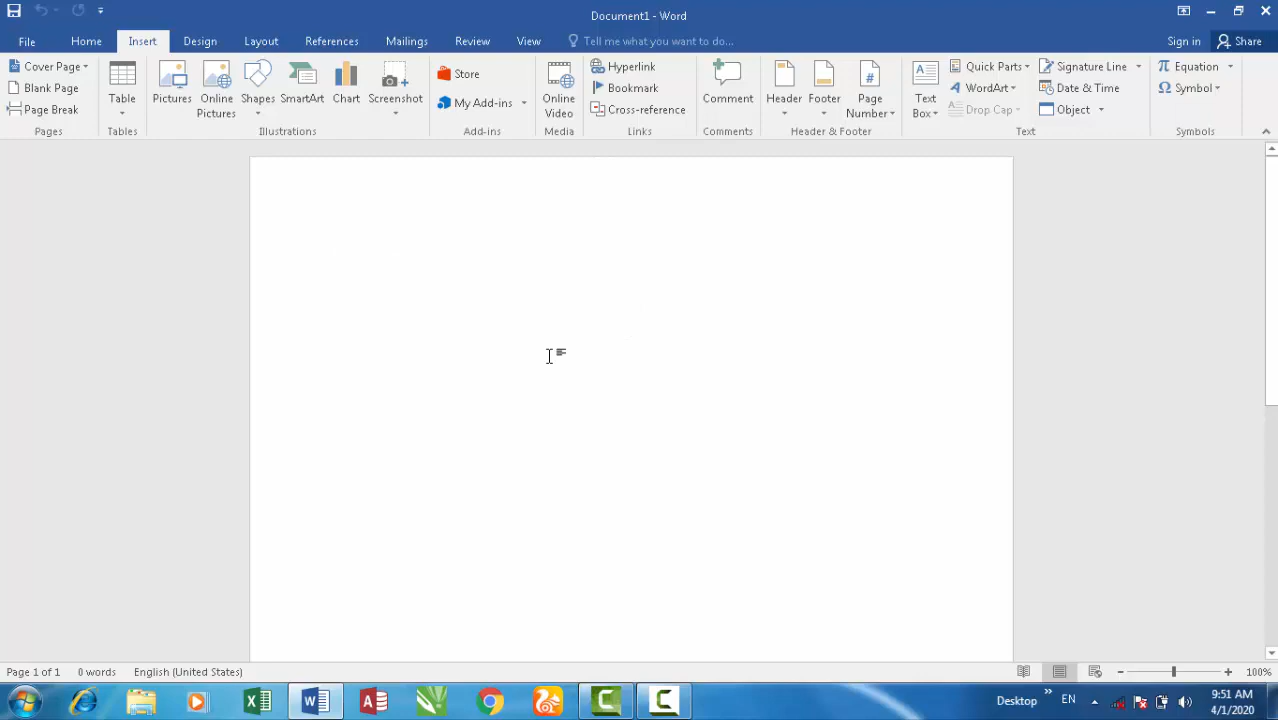 Document1 - Word
File Home Insert Design Layout References Mailings Review View Tell me what you want to do... Sign in Share
Cover Page
Blank Page
Page Break
Pages
Table
Tables
Pictures
Online Pictures
Shapes
SmartArt
Chart
Screenshot
Illustrations
Store
My Add-ins
Add-ins
Online Video
Media
Hyperlink
Bookmark
Cross-reference
Links
Comment
Comments
Header
Footer
Page Number
Header & Footer
Text Box
Quick Parts
WordArt
Drop Cap
Signature Line
Date & Time
Object
Text
Equation
Symbol
Symbols
Page 1 of 1 0 words English (United States) 100%
Desktop EN 9:51 AM
4/1/2020